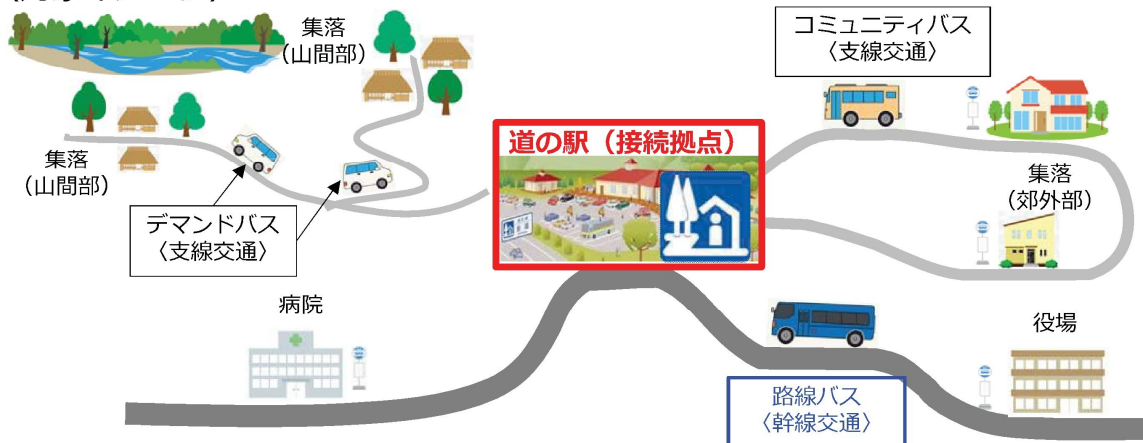 集落
(山間部)
コミュニティバス
〈支線交通〉
道の駅（接続拠点）
集落
(山間部)
集落
(郊外部)
デマンドバス
〈支線交通〉
病院
役場
路線バス
〈幹線交通〉